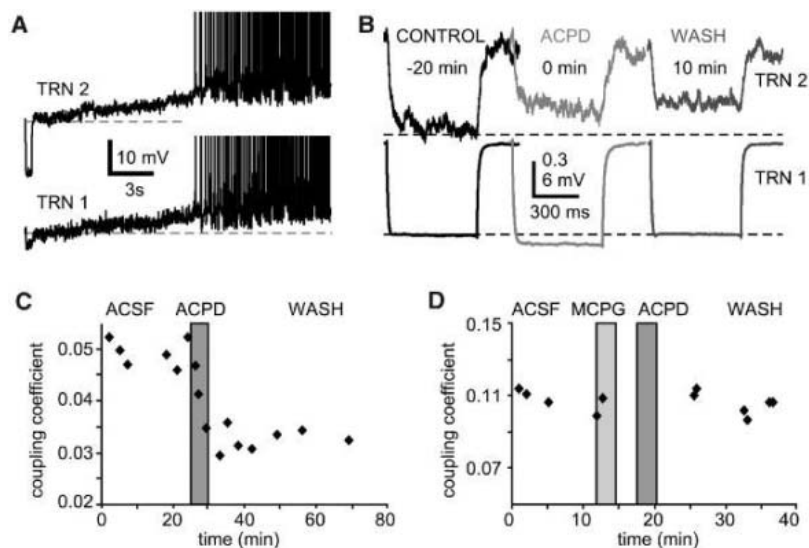 A
TRN 2
10 mV
3s
TRN 1
B
CONTROL ACPD WASH
-20 min 0 min 10 min
TRN 2
0.3
6 mV
300 ms
TRN 1
C
ACSF ACPD WASH
0.05
0.04
0.03
0.02
coupling coefficient
0 20 40 60 80
time (min)
D
ACSF MCPG ACPD WASH
0.15
0.11
0.07
coupling coefficient
0 10 20 30 40
time (min)